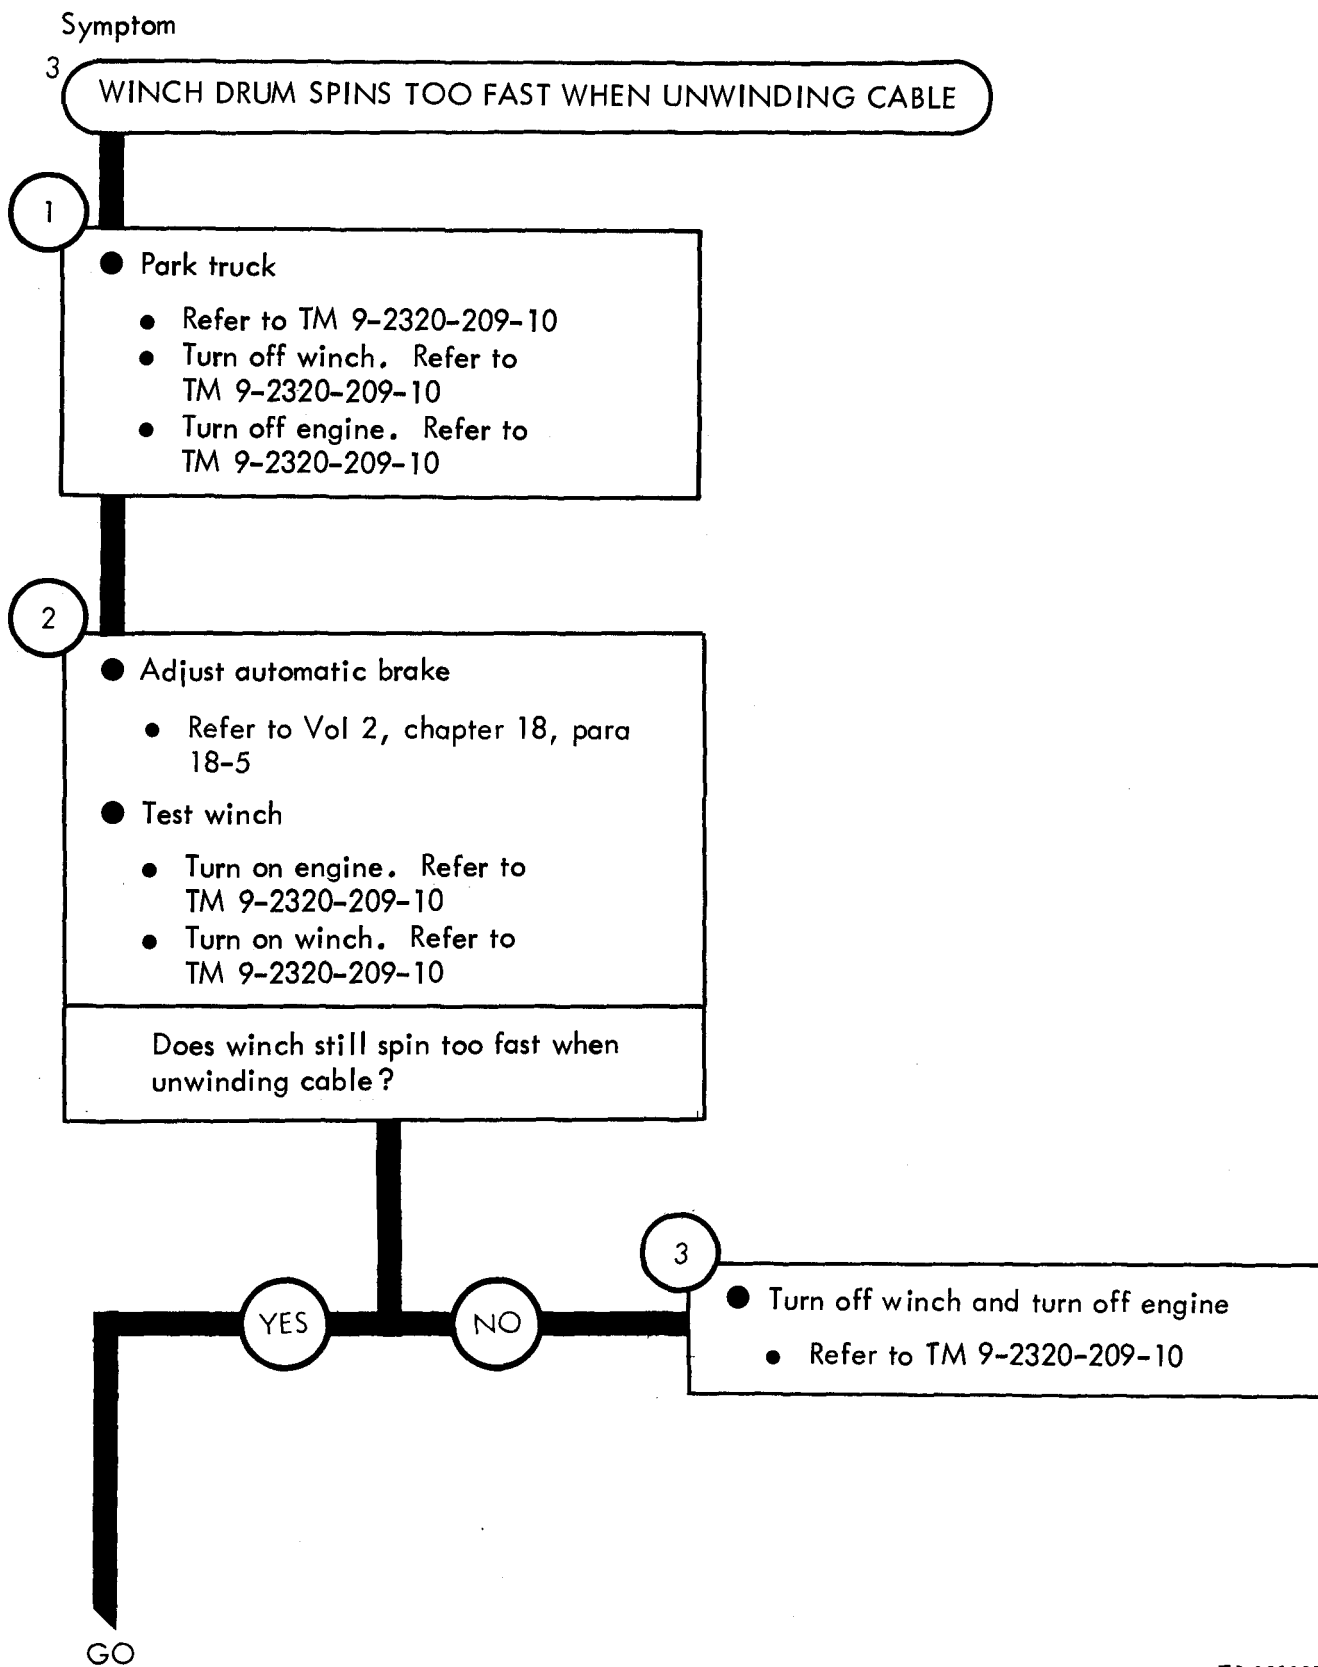 Symptom
3
WINCH DRUM SPINS TOO FAST WHEN UNWINDING CABLE
1
● Park truck
● Refer to TM 9-2320-209-10
● Turn off winch. Refer to
TM 9-2320-209-10
● Turn off engine. Refer to
TM 9-2320-209-10
2
● Adjust automatic brake
● Refer to Vol 2, chapter 18, para
18-5
● Test winch
● Turn on engine. Refer to
TM 9-2320-209-10
● Turn on winch. Refer to
TM 9-2320-209-10
Does winch still spin too fast when
unwinding cable?
YES
NO
3
● Turn off winch and turn off engine
● Refer to TM 9-2320-209-10
GO